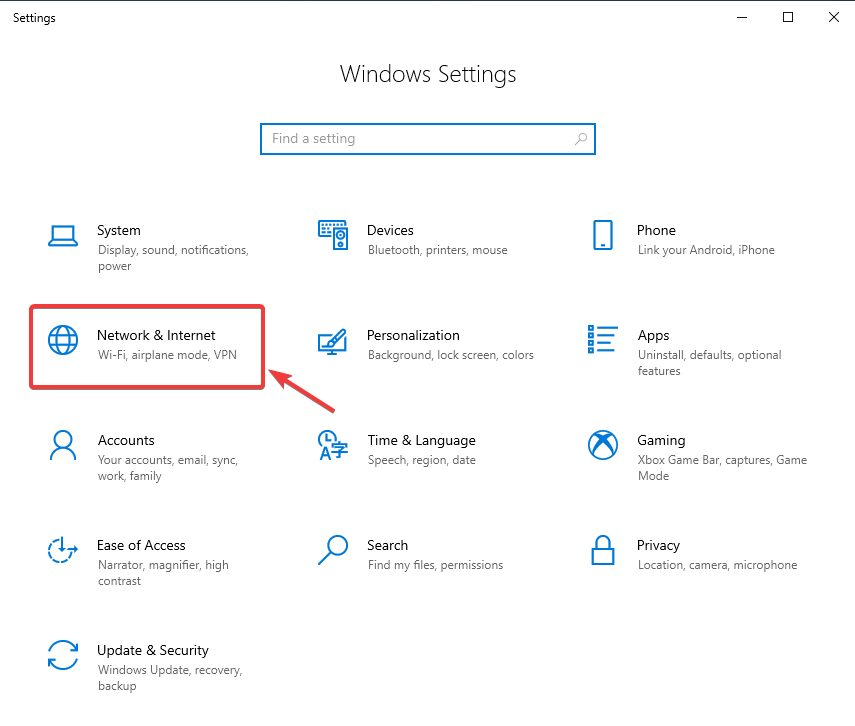 Settings
Windows Settings
Find a setting
System
Display, sound, notifications,
power
Devices
Bluetooth, printers, mouse
Phone
Link your Android, iPhone
Network & Internet
Wi-Fi, airplane mode, VPN
Personalization
Background, lock screen, colors
Apps
Uninstall, defaults, optional
features
Accounts
Your accounts, email, sync,
work, family
Time & Language
Speech, region, date
Gaming
Xbox Game Bar, captures, Game
Mode
Ease of Access
Narrator, magnifier, high
contrast
Search
Find my files, permissions
Privacy
Location, camera, microphone
Update & Security
Windows Update, recovery,
backup